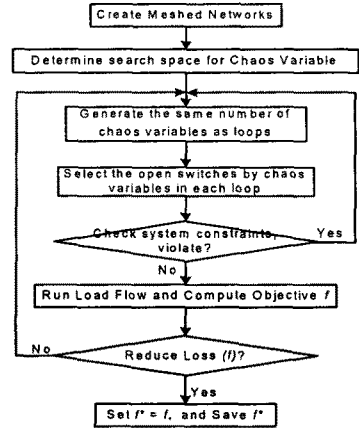 Create Meshed Networks
Determine search space for Chaos Variable
Generate the same number of
chaos variables as loops
Select the open switches by chaos
variables in each loop
Check system constraints,
violate?
Yes
No
Run Load Flow and Compute Objective f
No
Reduce Loss (f)?
Yes
Set f* = f, and Save f*